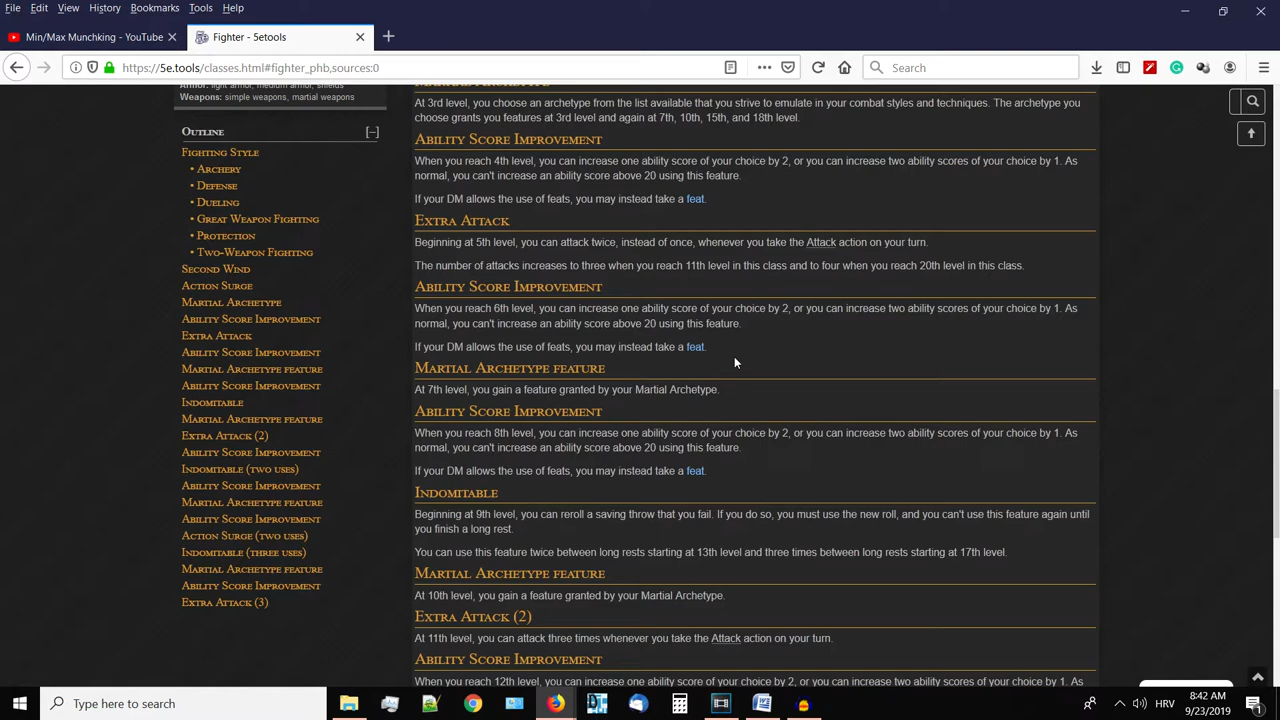 File Edit View History Bookmarks Tools Help
Min/Max Munchking - YouTube
Fighter - 5etools
https://5e.tools/classes.html#fighter_phb,sources:0
Search
Armor: light armor, medium armor, shields
Weapons: simple weapons, martial weapons
Outline [–]
Fighting Style
• Archery
• Defense
• Dueling
• Great Weapon Fighting
• Protection
• Two-Weapon Fighting
Second Wind
Action Surge
Martial Archetype
Ability Score Improvement
Extra Attack
Ability Score Improvement
Martial Archetype feature
Ability Score Improvement
Indomitable
Martial Archetype feature
Extra Attack (2)
Ability Score Improvement
Indomitable (two uses)
Ability Score Improvement
Martial Archetype feature
Ability Score Improvement
Action Surge (two uses)
Indomitable (three uses)
Martial Archetype feature
Ability Score Improvement
Extra Attack (3)
Martial Archetype
At 3rd level, you choose an archetype from the list available that you strive to emulate in your combat styles and techniques. The archetype you
choose grants you features at 3rd level and again at 7th, 10th, 15th, and 18th level.
Ability Score Improvement
When you reach 4th level, you can increase one ability score of your choice by 2, or you can increase two ability scores of your choice by 1. As
normal, you can't increase an ability score above 20 using this feature.
If your DM allows the use of feats, you may instead take a feat.
Extra Attack
Beginning at 5th level, you can attack twice, instead of once, whenever you take the Attack action on your turn.
The number of attacks increases to three when you reach 11th level in this class and to four when you reach 20th level in this class.
Ability Score Improvement
When you reach 6th level, you can increase one ability score of your choice by 2, or you can increase two ability scores of your choice by 1. As
normal, you can't increase an ability score above 20 using this feature.
If your DM allows the use of feats, you may instead take a feat.
Martial Archetype feature
At 7th level, you gain a feature granted by your Martial Archetype.
Ability Score Improvement
When you reach 8th level, you can increase one ability score of your choice by 2, or you can increase two ability scores of your choice by 1. As
normal, you can't increase an ability score above 20 using this feature.
If your DM allows the use of feats, you may instead take a feat.
Indomitable
Beginning at 9th level, you can reroll a saving throw that you fail. If you do so, you must use the new roll, and you can't use this feature again until
you finish a long rest.
You can use this feature twice between long rests starting at 13th level and three times between long rests starting at 17th level.
Martial Archetype feature
At 10th level, you gain a feature granted by your Martial Archetype.
Extra Attack (2)
At 11th level, you can attack three times whenever you take the Attack action on your turn.
Ability Score Improvement
When you reach 12th level, you can increase one ability score of your choice by 2, or you can increase two ability scores of your choice by 1. As
Type here to search
HRV
8:42 AM
9/23/2019
1